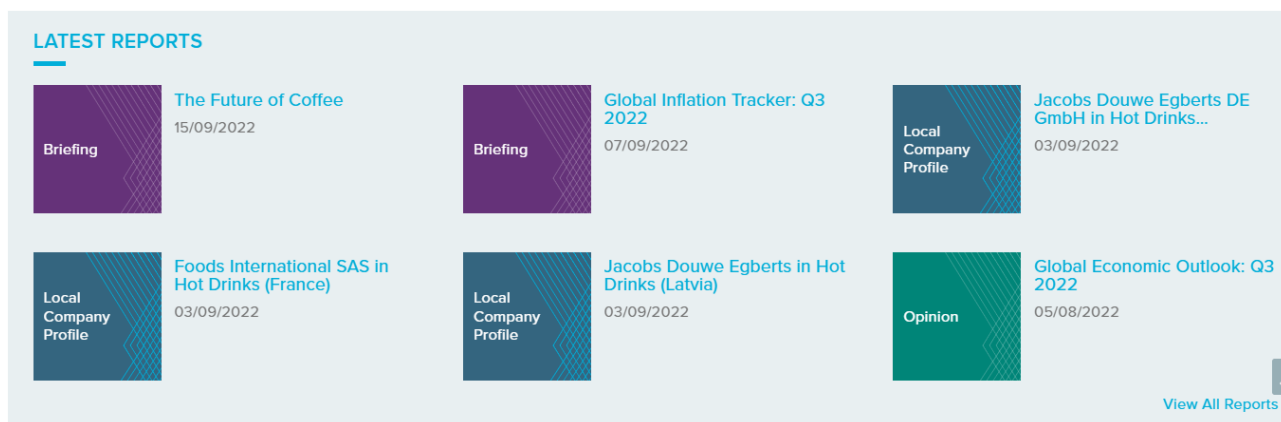 LATEST REPORTS
Briefing
The Future of Coffee
15/09/2022
Briefing
Global Inflation Tracker: Q3
2022
07/09/2022
Local
Company
Profile
Jacobs Douwe Egberts DE
GmbH in Hot Drinks...
03/09/2022
Local
Company
Profile
Foods International SAS in
Hot Drinks (France)
03/09/2022
Local
Company
Profile
Jacobs Douwe Egberts in Hot
Drinks (Latvia)
03/09/2022
Opinion
Global Economic Outlook: Q3
2022
05/08/2022
View All Reports